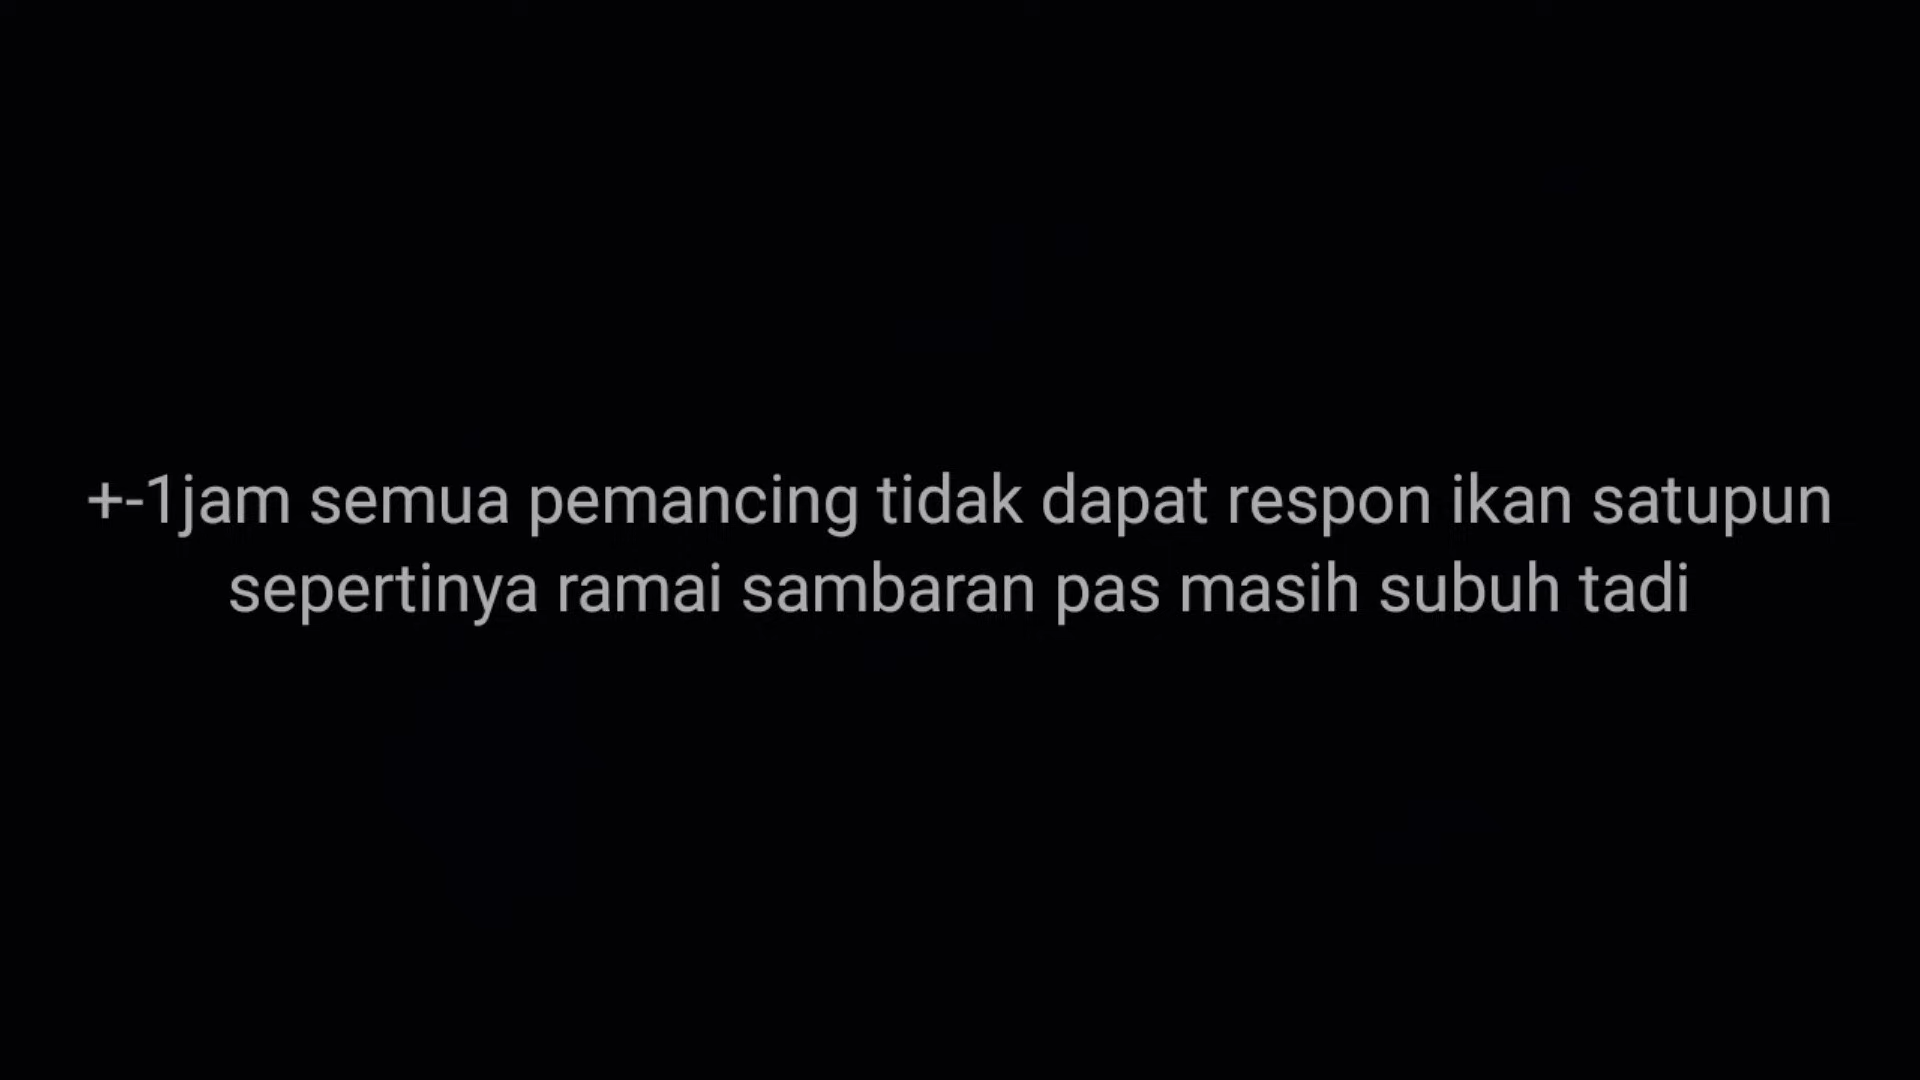 +-1jam semua pemancing tidak dapat respon ikan satupun
sepertinya ramai sambaran pas masih subuh tadi